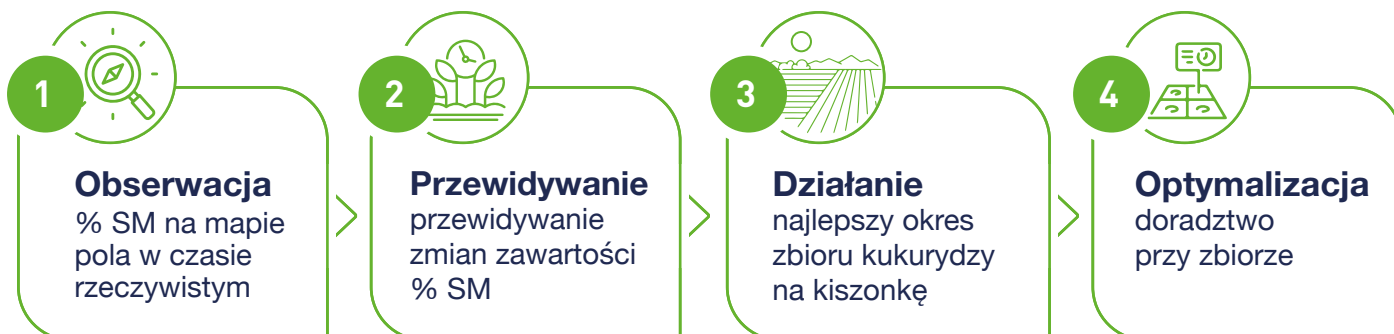 1
Obserwacja
% SM na mapie
pola w czasie
rzeczywistym
2
Przewidywanie
przewidywanie
zmian zawartości
% SM
3
Działanie
najlepszy okres
zbioru kukurydzy
na kiszonkę
4
Optymalizacja
doradztwo
przy zbiorze